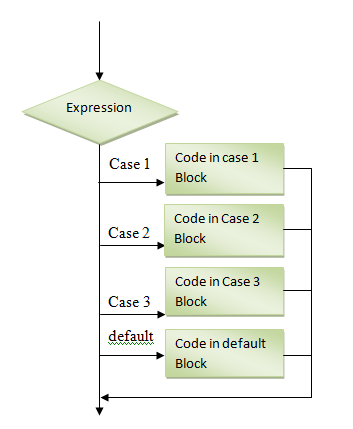 Expression
Case 1
Code in case 1
Block
Case 2
Code in Case 2
Block
Case 3
Code in Case 3
Block
default
Code in default
Block